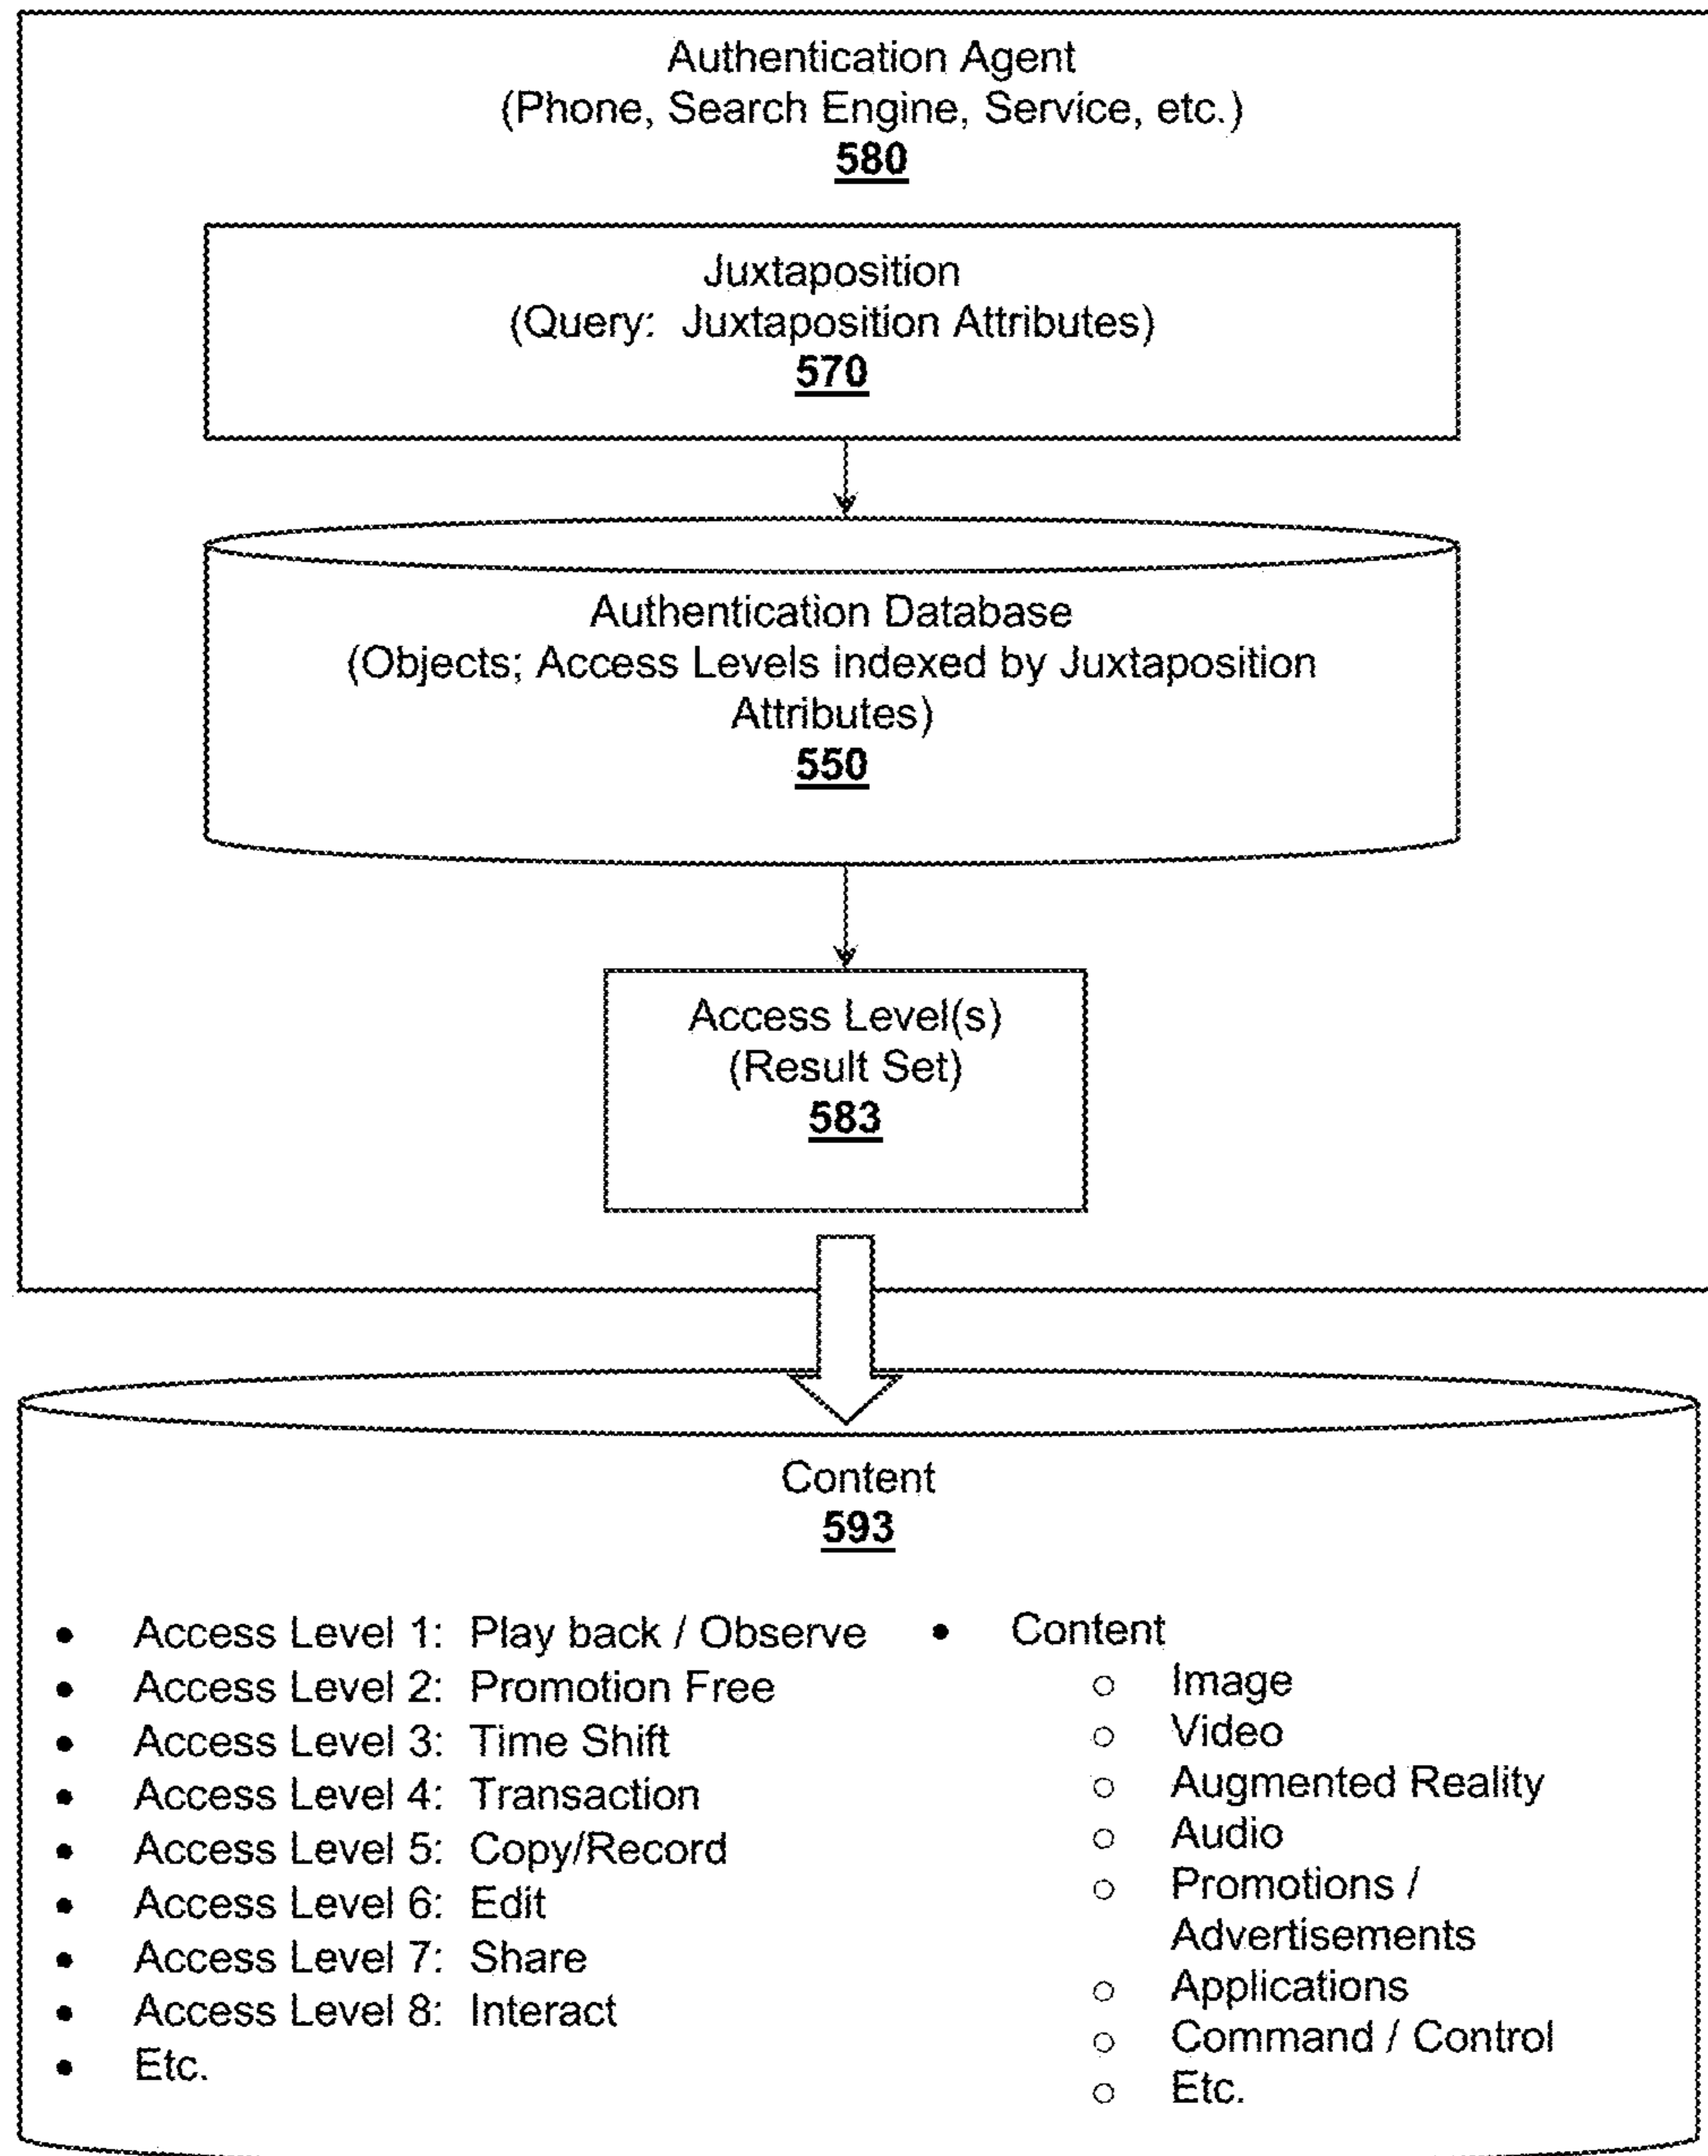 Authentication Agent
(Phone, Search Engine, Service, etc.)
580
Juxtaposition
(Query:  Juxtaposition Attributes)
570
Authentication Database
(Objects; Access Levels indexed by Juxtaposition
Attributes)
550
Access Level(s)
(Result Set)
583
Content
593
• Access Level 1:  Play back / Observe
• Access Level 2:  Promotion Free
• Access Level 3:  Time Shift
• Access Level 4:  Transaction
• Access Level 5:  Copy/Record
• Access Level 6:  Edit
• Access Level 7:  Share
• Access Level 8:  Interact
• Etc.
• Content
○ Image
○ Video
○ Augmented Reality
○ Audio
○ Promotions /
Advertisements
○ Applications
○ Command / Control
○ Etc.